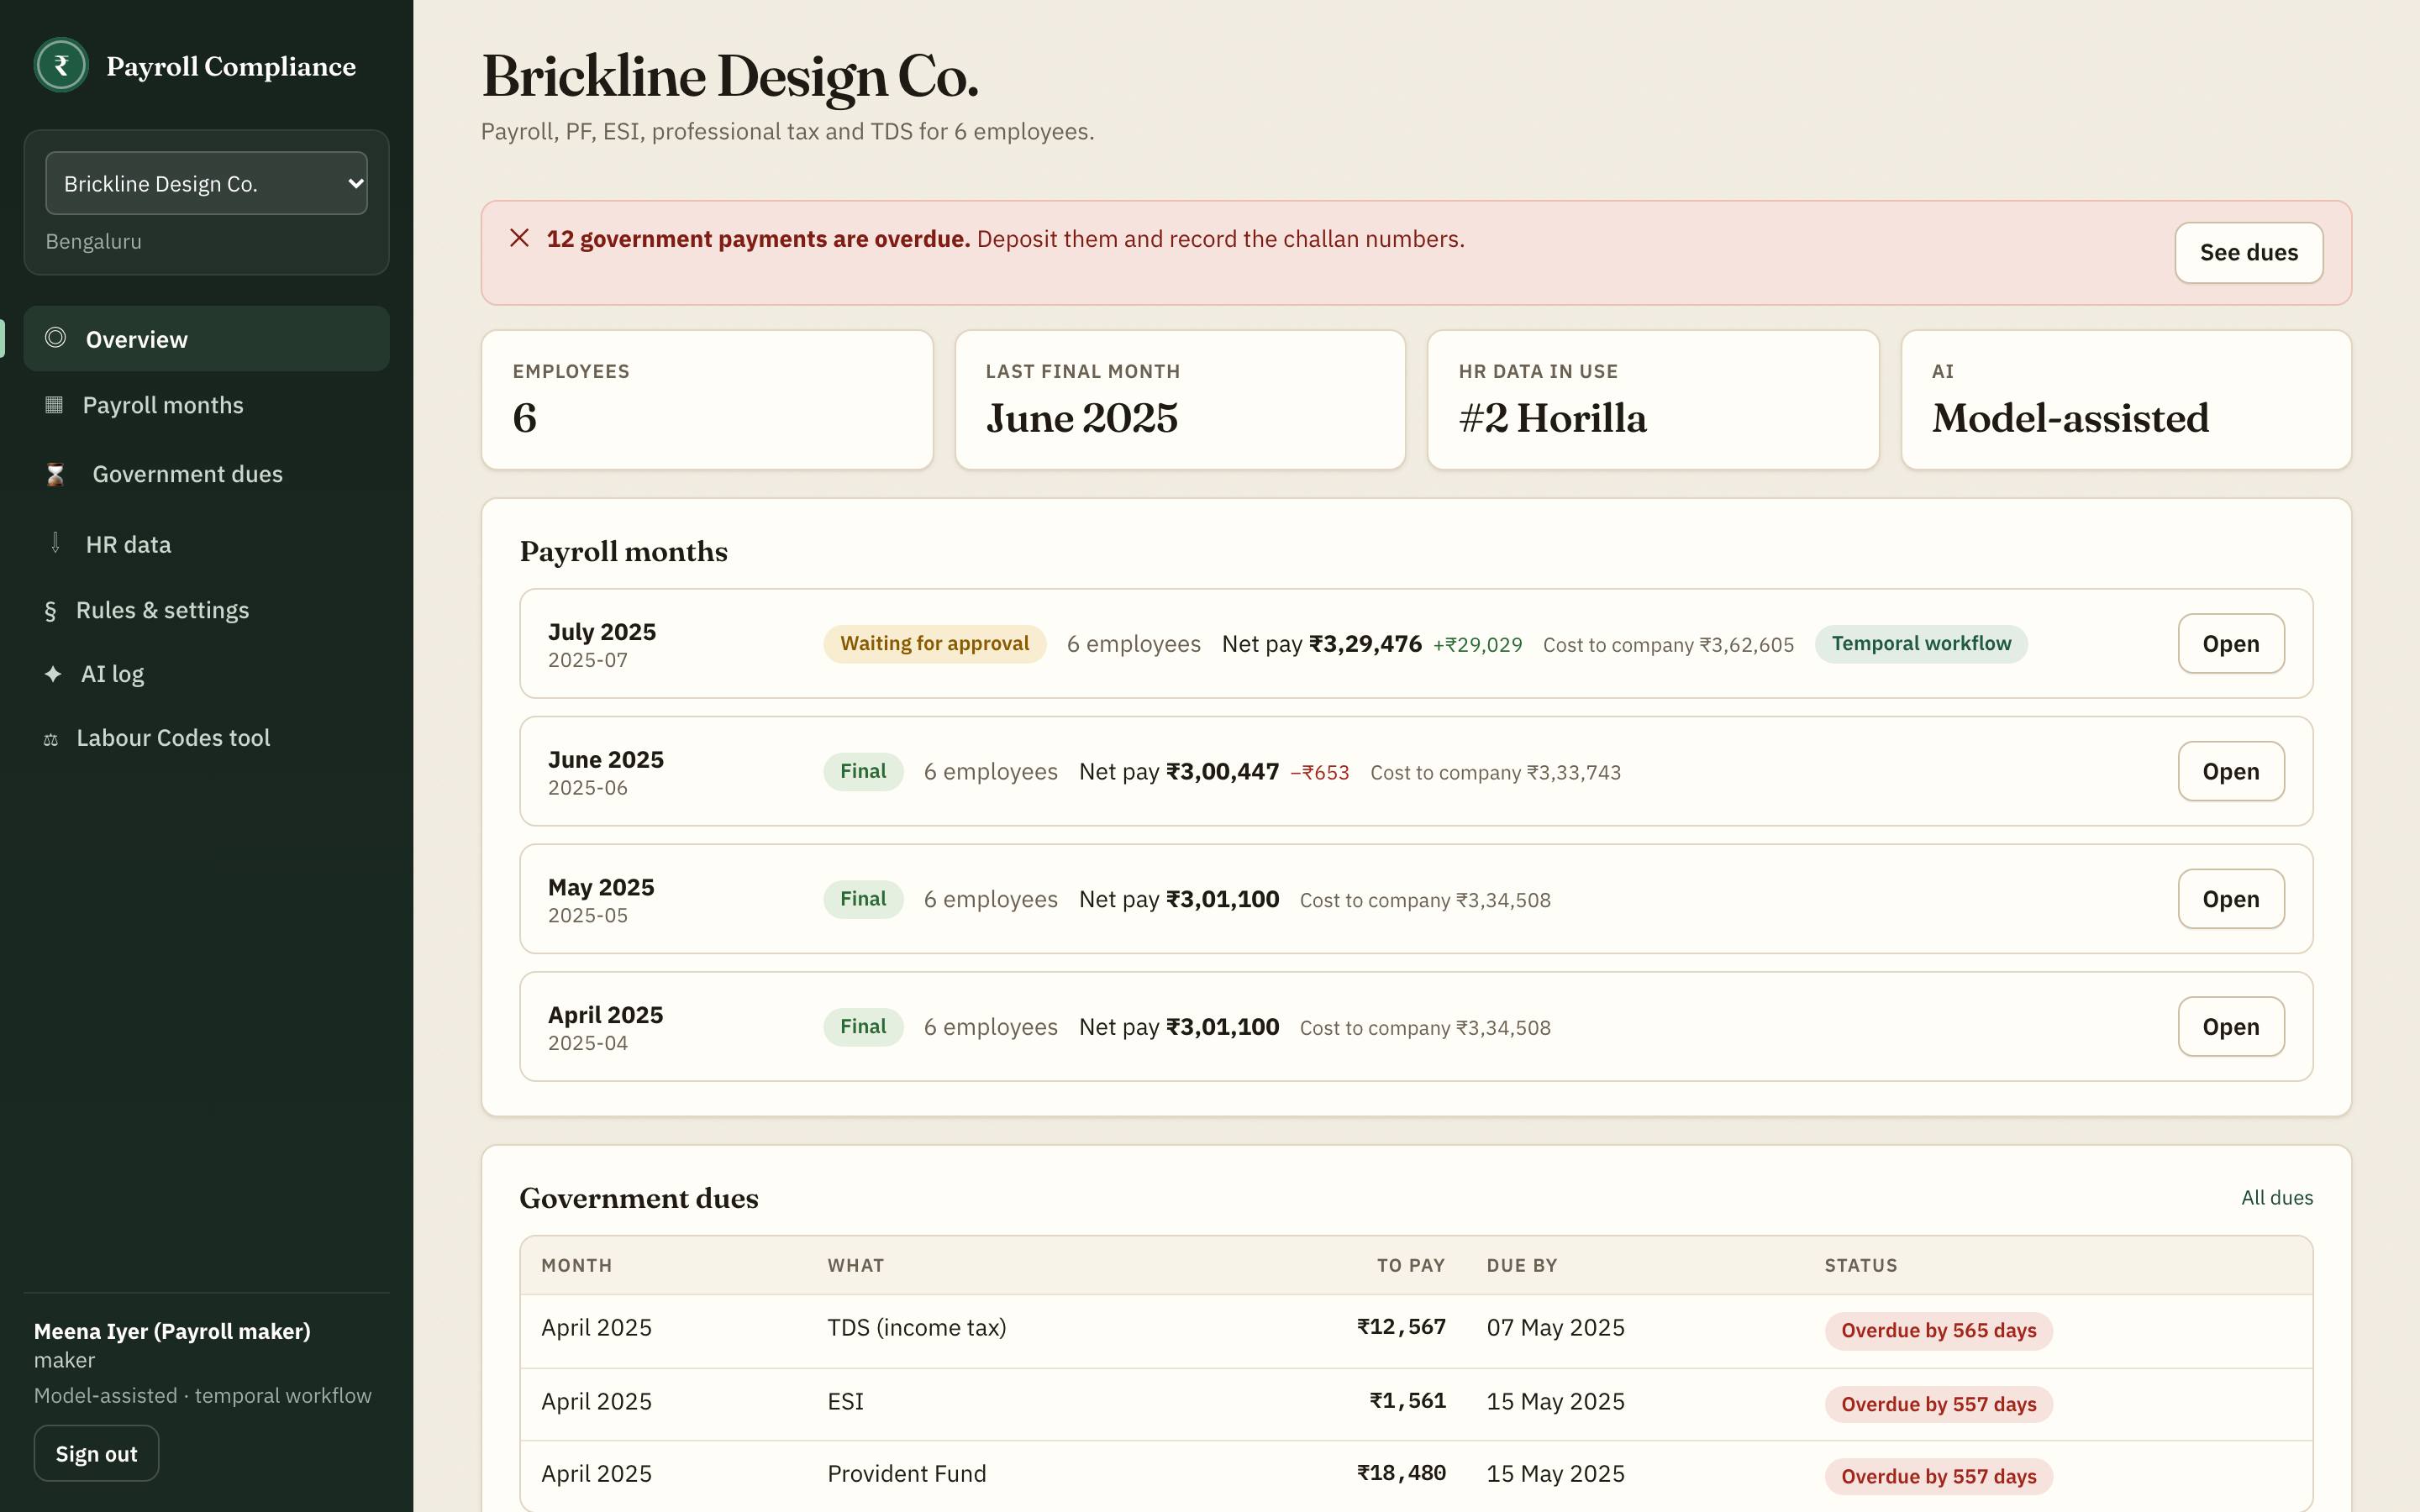 ₹ Payroll Compliance
Brickline Design Co.
Bengaluru
Overview
Payroll months
Government dues
HR data
§ Rules & settings
AI log
Labour Codes tool
Meena Iyer (Payroll maker)
maker
Model-assisted · temporal workflow
Sign out
Brickline Design Co.
Payroll, PF, ESI, professional tax and TDS for 6 employees.
12 government payments are overdue. Deposit them and record the challan numbers.
See dues
EMPLOYEES
6
LAST FINAL MONTH
June 2025
HR DATA IN USE
#2 Horilla
AI
Model-assisted
Payroll months
July 2025
2025-07
Waiting for approval 6 employees Net pay ₹3,29,476 +₹29,029 Cost to company ₹3,62,605 Temporal workflow Open
June 2025
2025-06
Final 6 employees Net pay ₹3,00,447 −₹653 Cost to company ₹3,33,743 Open
May 2025
2025-05
Final 6 employees Net pay ₹3,01,100 Cost to company ₹3,34,508 Open
April 2025
2025-04
Final 6 employees Net pay ₹3,01,100 Cost to company ₹3,34,508 Open
Government dues All dues
MONTH WHAT TO PAY DUE BY STATUS
April 2025 TDS (income tax) ₹12,567 07 May 2025 Overdue by 565 days
April 2025 ESI ₹1,561 15 May 2025 Overdue by 557 days
April 2025 Provident Fund ₹18,480 15 May 2025 Overdue by 557 days